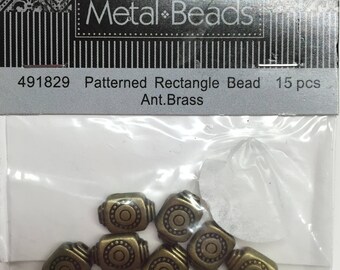 Metal • Beads
491829 Patterned Rectangle Bead 15 pcs
Ant.Brass